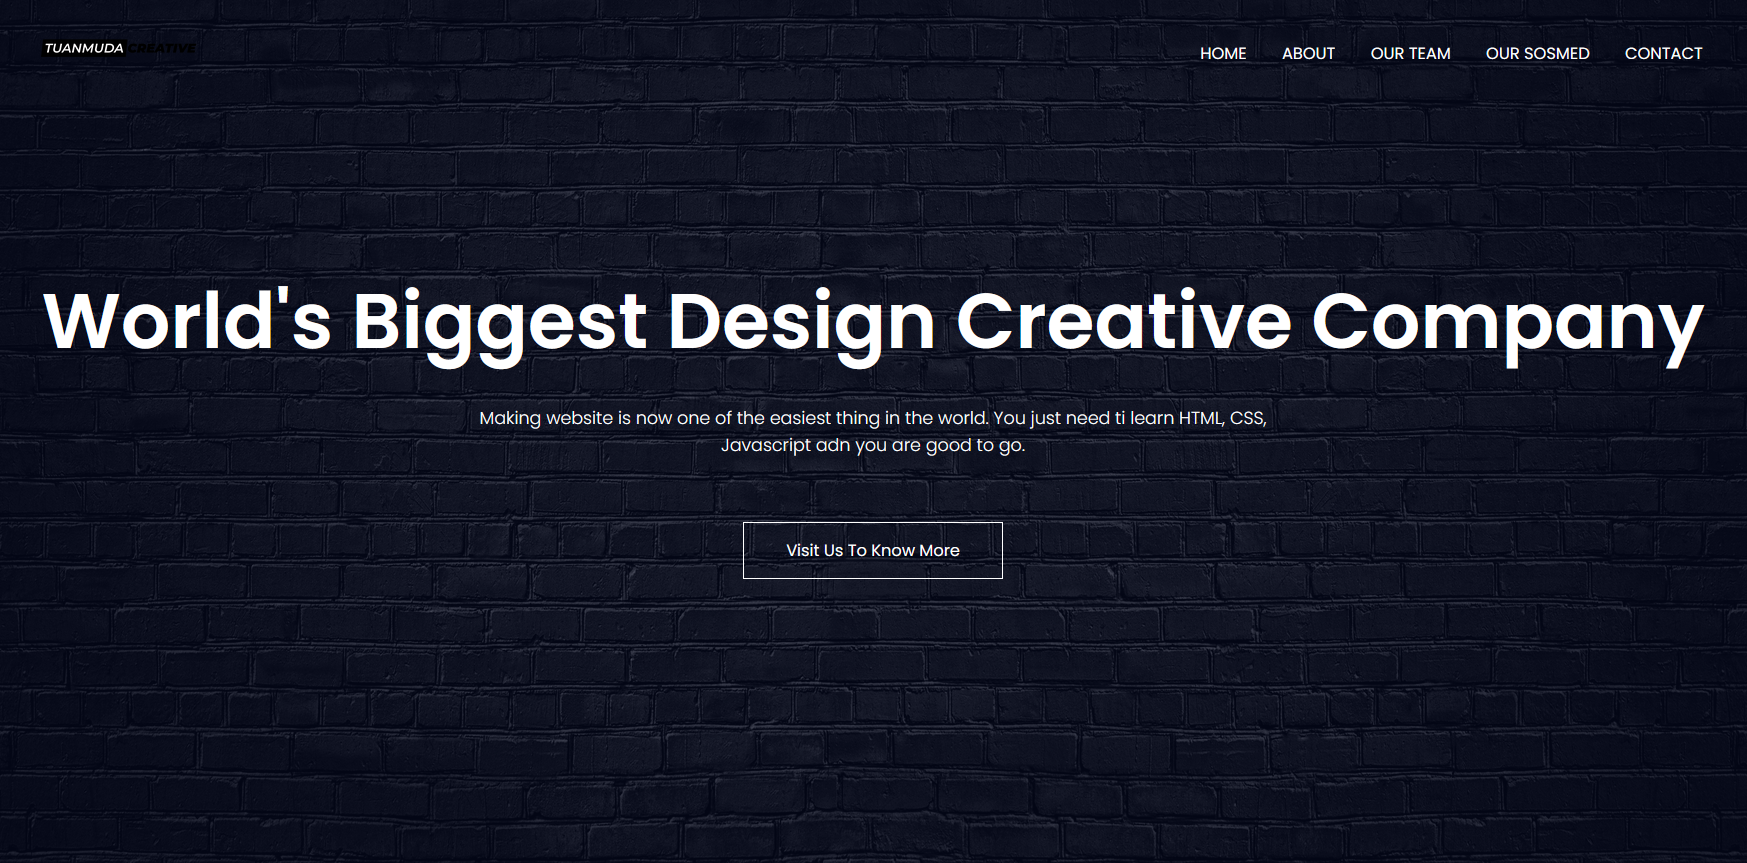 TUANMUDA CREATIVE
HOME ABOUT OUR TEAM OUR SOSMED CONTACT
World's Biggest Design Creative Company
Making website is now one of the easiest thing in the world. You just need ti learn HTML, CSS,
Javascript adn you are good to go.
Visit Us To Know More